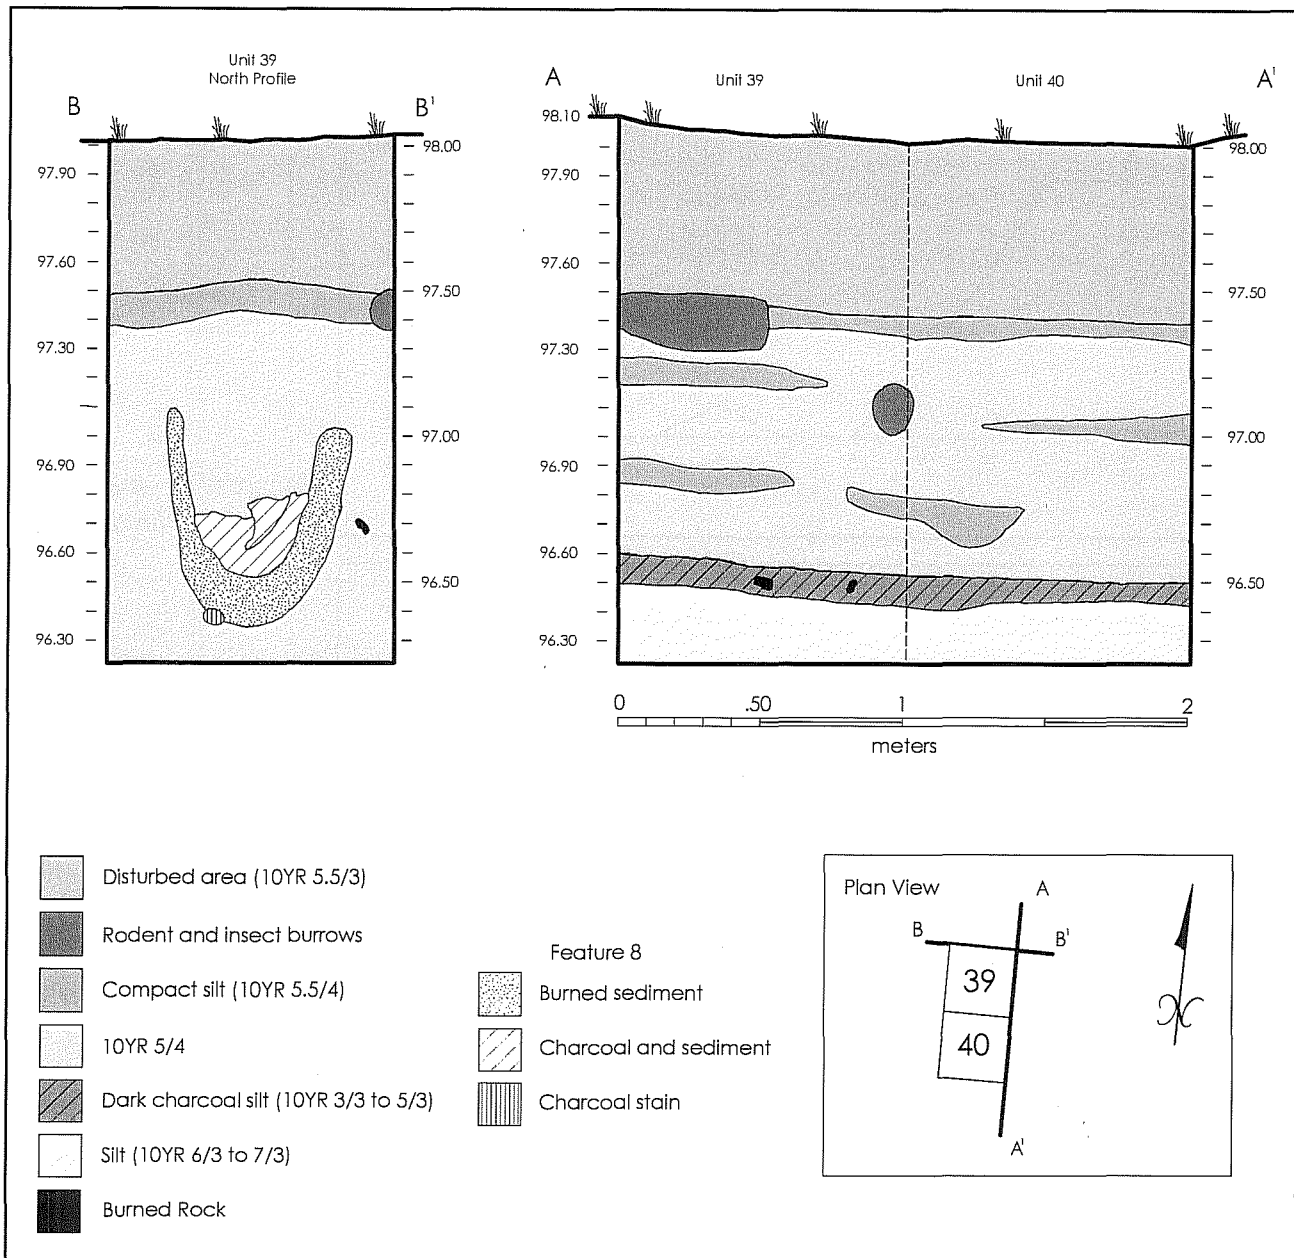 Unit 39
North Profile
B
B¹
98.00
97.90
97.60
97.50
97.30
97.00
96.90
96.60
96.50
96.30
A
Unit 39
Unit 40
A¹
98.10
98.00
97.90
97.60
97.50
97.30
97.00
96.90
96.60
96.50
96.30
0 .50 1 2
meters
Disturbed area (10YR 5.5/3)
Rodent and insect burrows
Compact silt (10YR 5.5/4)
10YR 5/4
Dark charcoal silt (10YR 3/3 to 5/3)
Silt (10YR 6/3 to 7/3)
Burned Rock
Feature 8
Burned sediment
Charcoal and sediment
Charcoal stain
Plan View
A
B
B¹
39
40
A¹